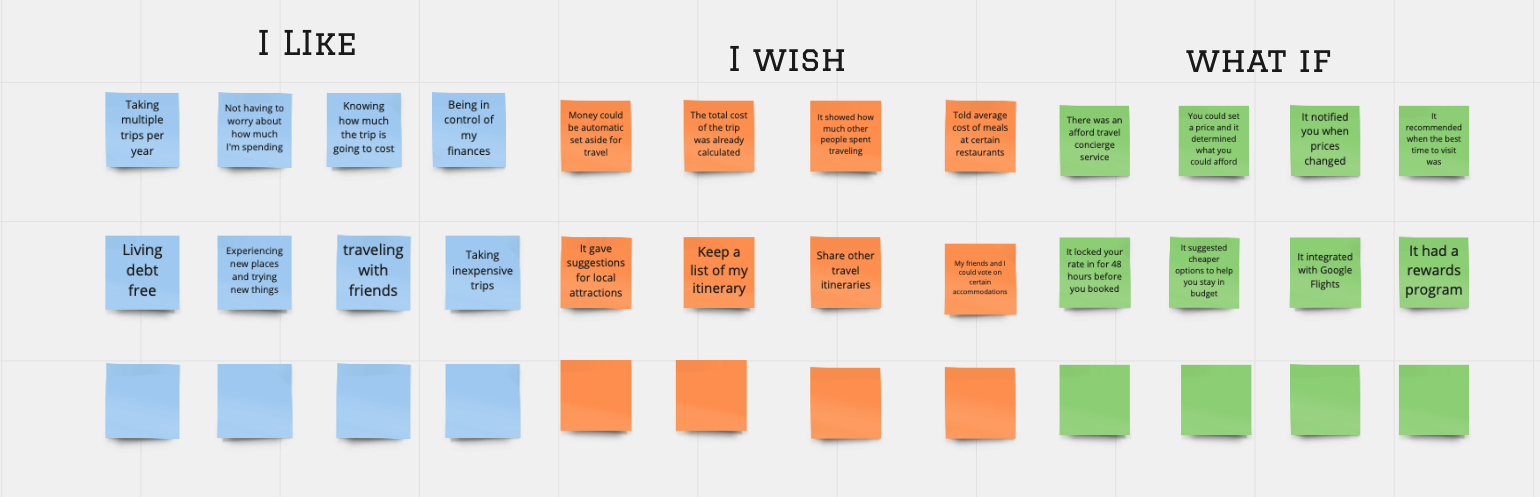 I LIKE
I WISH
WHAT IF
Taking
multiple
trips per
year
Not having to
worry about
how much
I'm spending
Knowing
how much
the trip is
going to cost
Being in
control of
my
finances
Money could
be automatic
set aside for
travel
The total cost
of the trip
was already
calculated
It showed how
much other
people spent
traveling
Told average
cost of meals
at certain
restaurants
There was an
afford travel
concierge
service
You could set
a price and it
determined
what you
could afford
It notified
you when
prices
changed
It
recommended
when the best
time to visit
was
Living
debt
free
Experiencing
new places
and trying
new things
traveling
with
friends
Taking
inexpensive
trips
It gave
suggestions
for local
attractions
Keep a
list of my
itinerary
Share other
travel
itineraries
My friends and I
could vote on
certain
accommodations
It locked your
rate in for 48
hours before
you booked
It suggested
cheaper
options to help
you stay in
budget
It integrated
with Google
Flights
It had a
rewards
program